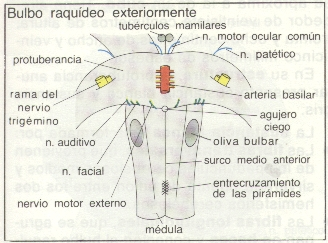 Bulbo raquídeo exteriormente
tubérculos mamilares
n. motor ocular común
n. patético
protuberancia
rama del
nervio
trigémino
arteria basilar
agujero
ciego
n. auditivo
oliva bulbar
n. facial
surco medio anterior
nervio motor externo
entrecruzamiento
de las pirámides
médula